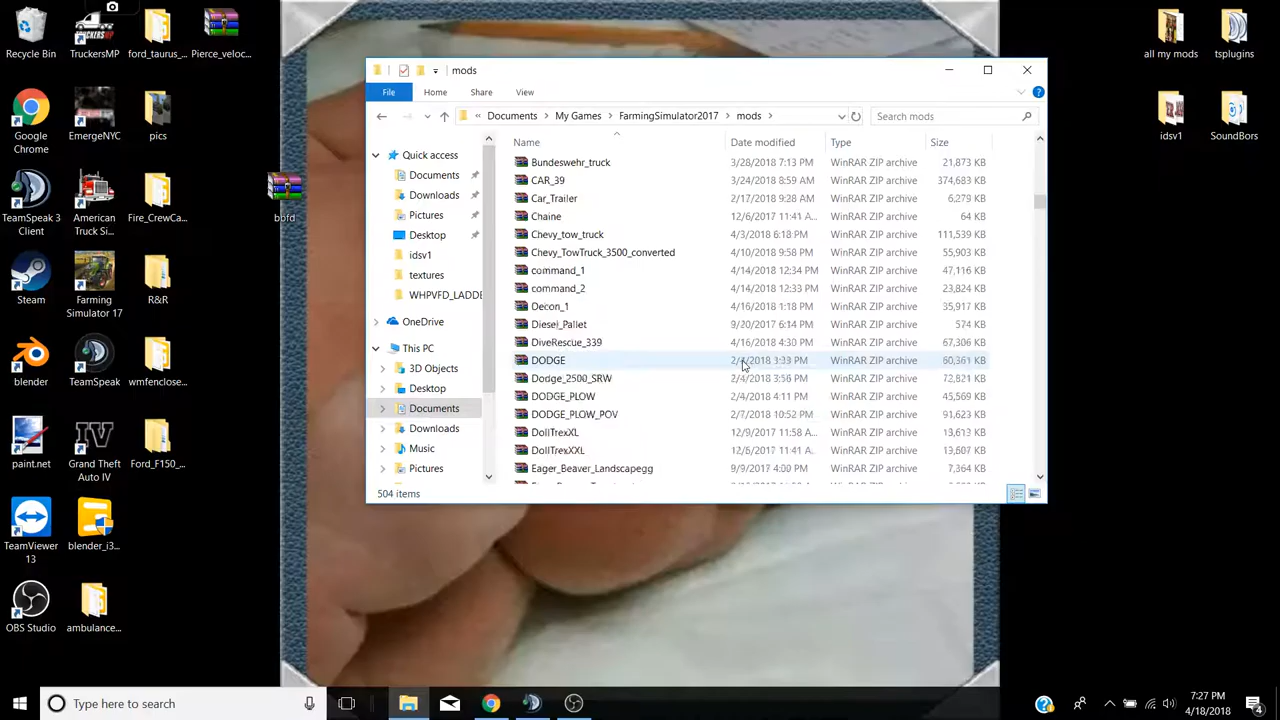 Recycle Bin
TruckersMP
ford_taurus_...
Pierce_veloc...
Google Chrome
EmergeNYC
pics
TeamSpeak 3 Client
American Truck Si...
Fire_CrewCa...
bbfd
Steam
Farming Simulator 17
R&R
blender
TeamSpeak
wmfenclose...
paint.net
Grand Theft Auto IV
Ford_F150_...
TeamViewer 13
blender_i3...
OBS Studio
ambulance...
all my mods
tsplugins
idsv1
SoundBors
mods
File Home Share View
« Documents > My Games > FarmingSimulator2017 > mods >
Search mods
Quick access
Documents
Downloads
Pictures
Desktop
idsv1
textures
WHPVFD_LADDE
OneDrive
This PC
3D Objects
Desktop
Documents
Downloads
Music
Pictures
Name Date modified Type Size
Bundeswehr_truck 3/28/2018 7:13 PM WinRAR ZIP archive 21,873 KB
CAR_39 3/24/2018 8:59 AM WinRAR ZIP archive 374,683 KB
Car_Trailer 2/17/2018 9:28 AM WinRAR ZIP archive 6,279 KB
Chaine 12/6/2017 11:41 A... WinRAR ZIP archive 64 KB
Chevy_tow_truck 4/3/2018 6:18 PM WinRAR ZIP archive 111,539 KB
Chevy_TowTruck_3500_converted 4/10/2018 9:58 PM WinRAR ZIP archive 55,903 KB
command_1 4/14/2018 12:34 PM WinRAR ZIP archive 47,116 KB
command_2 4/14/2018 12:33 PM WinRAR ZIP archive 23,824 KB
Decon_1 4/16/2018 1:18 PM WinRAR ZIP archive 35,917 KB
Diesel_Pallet 9/20/2017 6:14 PM WinRAR ZIP archive 574 KB
DiveRescue_339 4/16/2018 4:30 PM WinRAR ZIP archive 67,306 KB
DODGE 3:33 PM WinRAR ZIP archive 60,361 KB
Dodge_2500_SRW 2/4/2018 3:56 PM WinRAR ZIP archive 72,821 KB
DODGE_PLOW 2/4/2018 4:11 PM WinRAR ZIP archive 45,569 KB
DODGE_PLOW_POV 2/7/2018 10:52 PM WinRAR ZIP archive 91,623 KB
DollTrexXL 12/9/2017 11:58 A... WinRAR ZIP archive 13,613 KB
DollTrexXXL 12/6/2017 11:41 A... WinRAR ZIP archive 13,607 KB
Eager_Beaver_Landscapegg 9/9/2017 4:00 PM WinRAR ZIP archive 7,364 KB
504 items
Type here to search
7:27 PM
4/18/2018
4